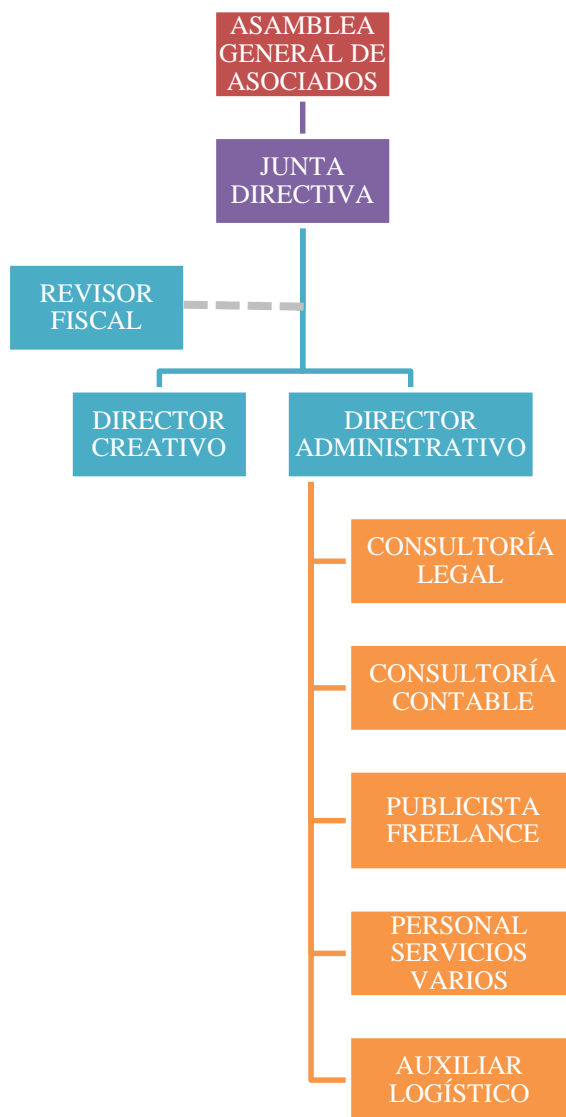 ASAMBLEA
GENERAL DE
ASOCIADOS
JUNTA
DIRECTIVA
REVISOR
FISCAL
DIRECTOR
CREATIVO
DIRECTOR
ADMINISTRATIVO
CONSULTORÍA
LEGAL
CONSULTORÍA
CONTABLE
PUBLICISTA
FREELANCE
PERSONAL
SERVICIOS
VARIOS
AUXILIAR
LOGÍSTICO